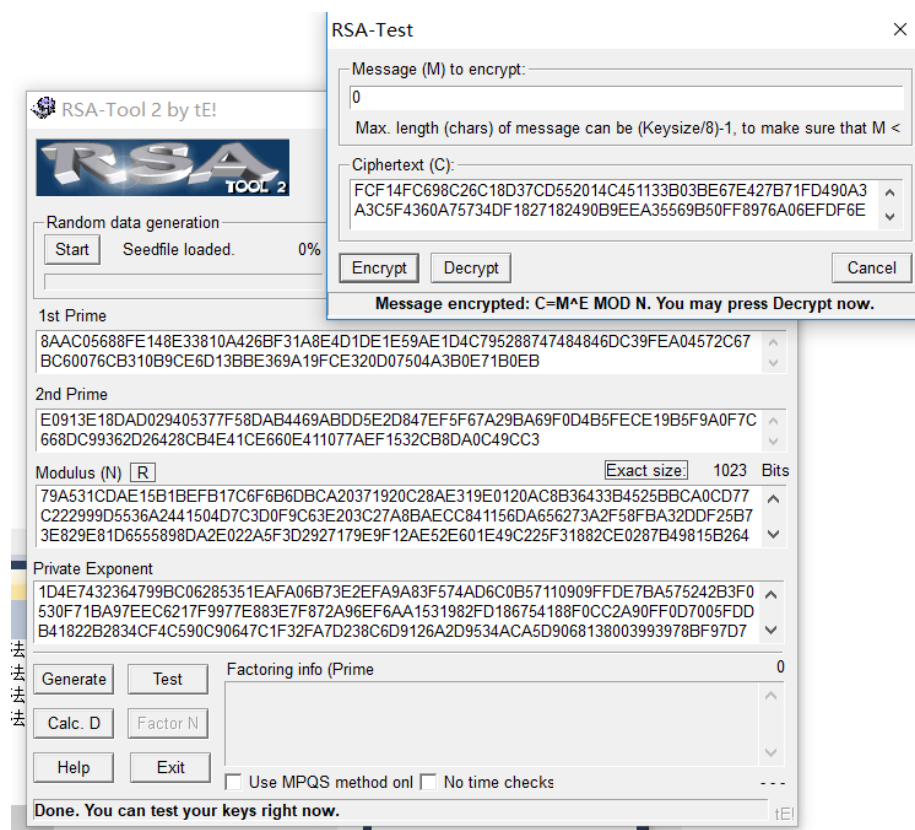 RSA-Test
Message (M) to encrypt:
0
Max. length (chars) of message can be (Keysize/8)-1, to make sure that M <
Ciphertext (C):
FCF14FC698C26C18D37CD552014C451133B03BE67E427B71FD490A3
A3C5F4360A75734DF1827182490B9EEA35569B50FF8976A06EFDF6E
Encrypt Decrypt Cancel
Message encrypted: C=M^E MOD N. You may press Decrypt now.
RSA-Tool 2 by tE!
RSA
TOOL 2
Random data generation
Start Seedfile loaded. 0%
1st Prime
8AAC05688FE148E33810A426BF31A8E4D1DE1E59AE1D4C795288747484846DC39FEA04572C67
BC60076CB310B9CE6D13BBE369A19FCE320D07504A3B0E71B0EB
2nd Prime
E0913E18DAD029405377F58DAB4469ABDD5E2D847EF5F67A29BA69F0D4B5FECE19B5F9A0F7C
668DC99362D26428CB4E41CE660E411077AEF1532CB8DA0C49CC3
Modulus (N) R Exact size: 1023 Bits
79A531CDAE15B1BEFB17C6F6B6DBCA20371920C28AE319E0120AC8B36433B4525BBCA0CD77
C222999D5536A2441504D7C3D0F9C63E203C27A8BAECC841156DA656273A2F58FBA32DDF25B7
3E829E81D6555898DA2E022A5F3D2927179E9F12AE52E601E49C225F31882CE0287B49815B264
Private Exponent
1D4E7432364799BC06285351EAFA06B73E2EFA9A83F574AD6C0B57110909FFDE7BA575242B3F0
530F71BA97EEC6217F9977E883E7F872A96EF6AA1531982FD186754188F0CC2A90FF0D7005FDD
B41822B2834CF4C590C90647C1F32FA7D238C6D9126A2D9534ACA5D9068138003993978BF97D7
法
法
法
法
Generate Test Factoring info (Prime 0
Calc. D Factor N
Help Exit
Use MPQS method onl No time checks ---
Done. You can test your keys right now. tE!